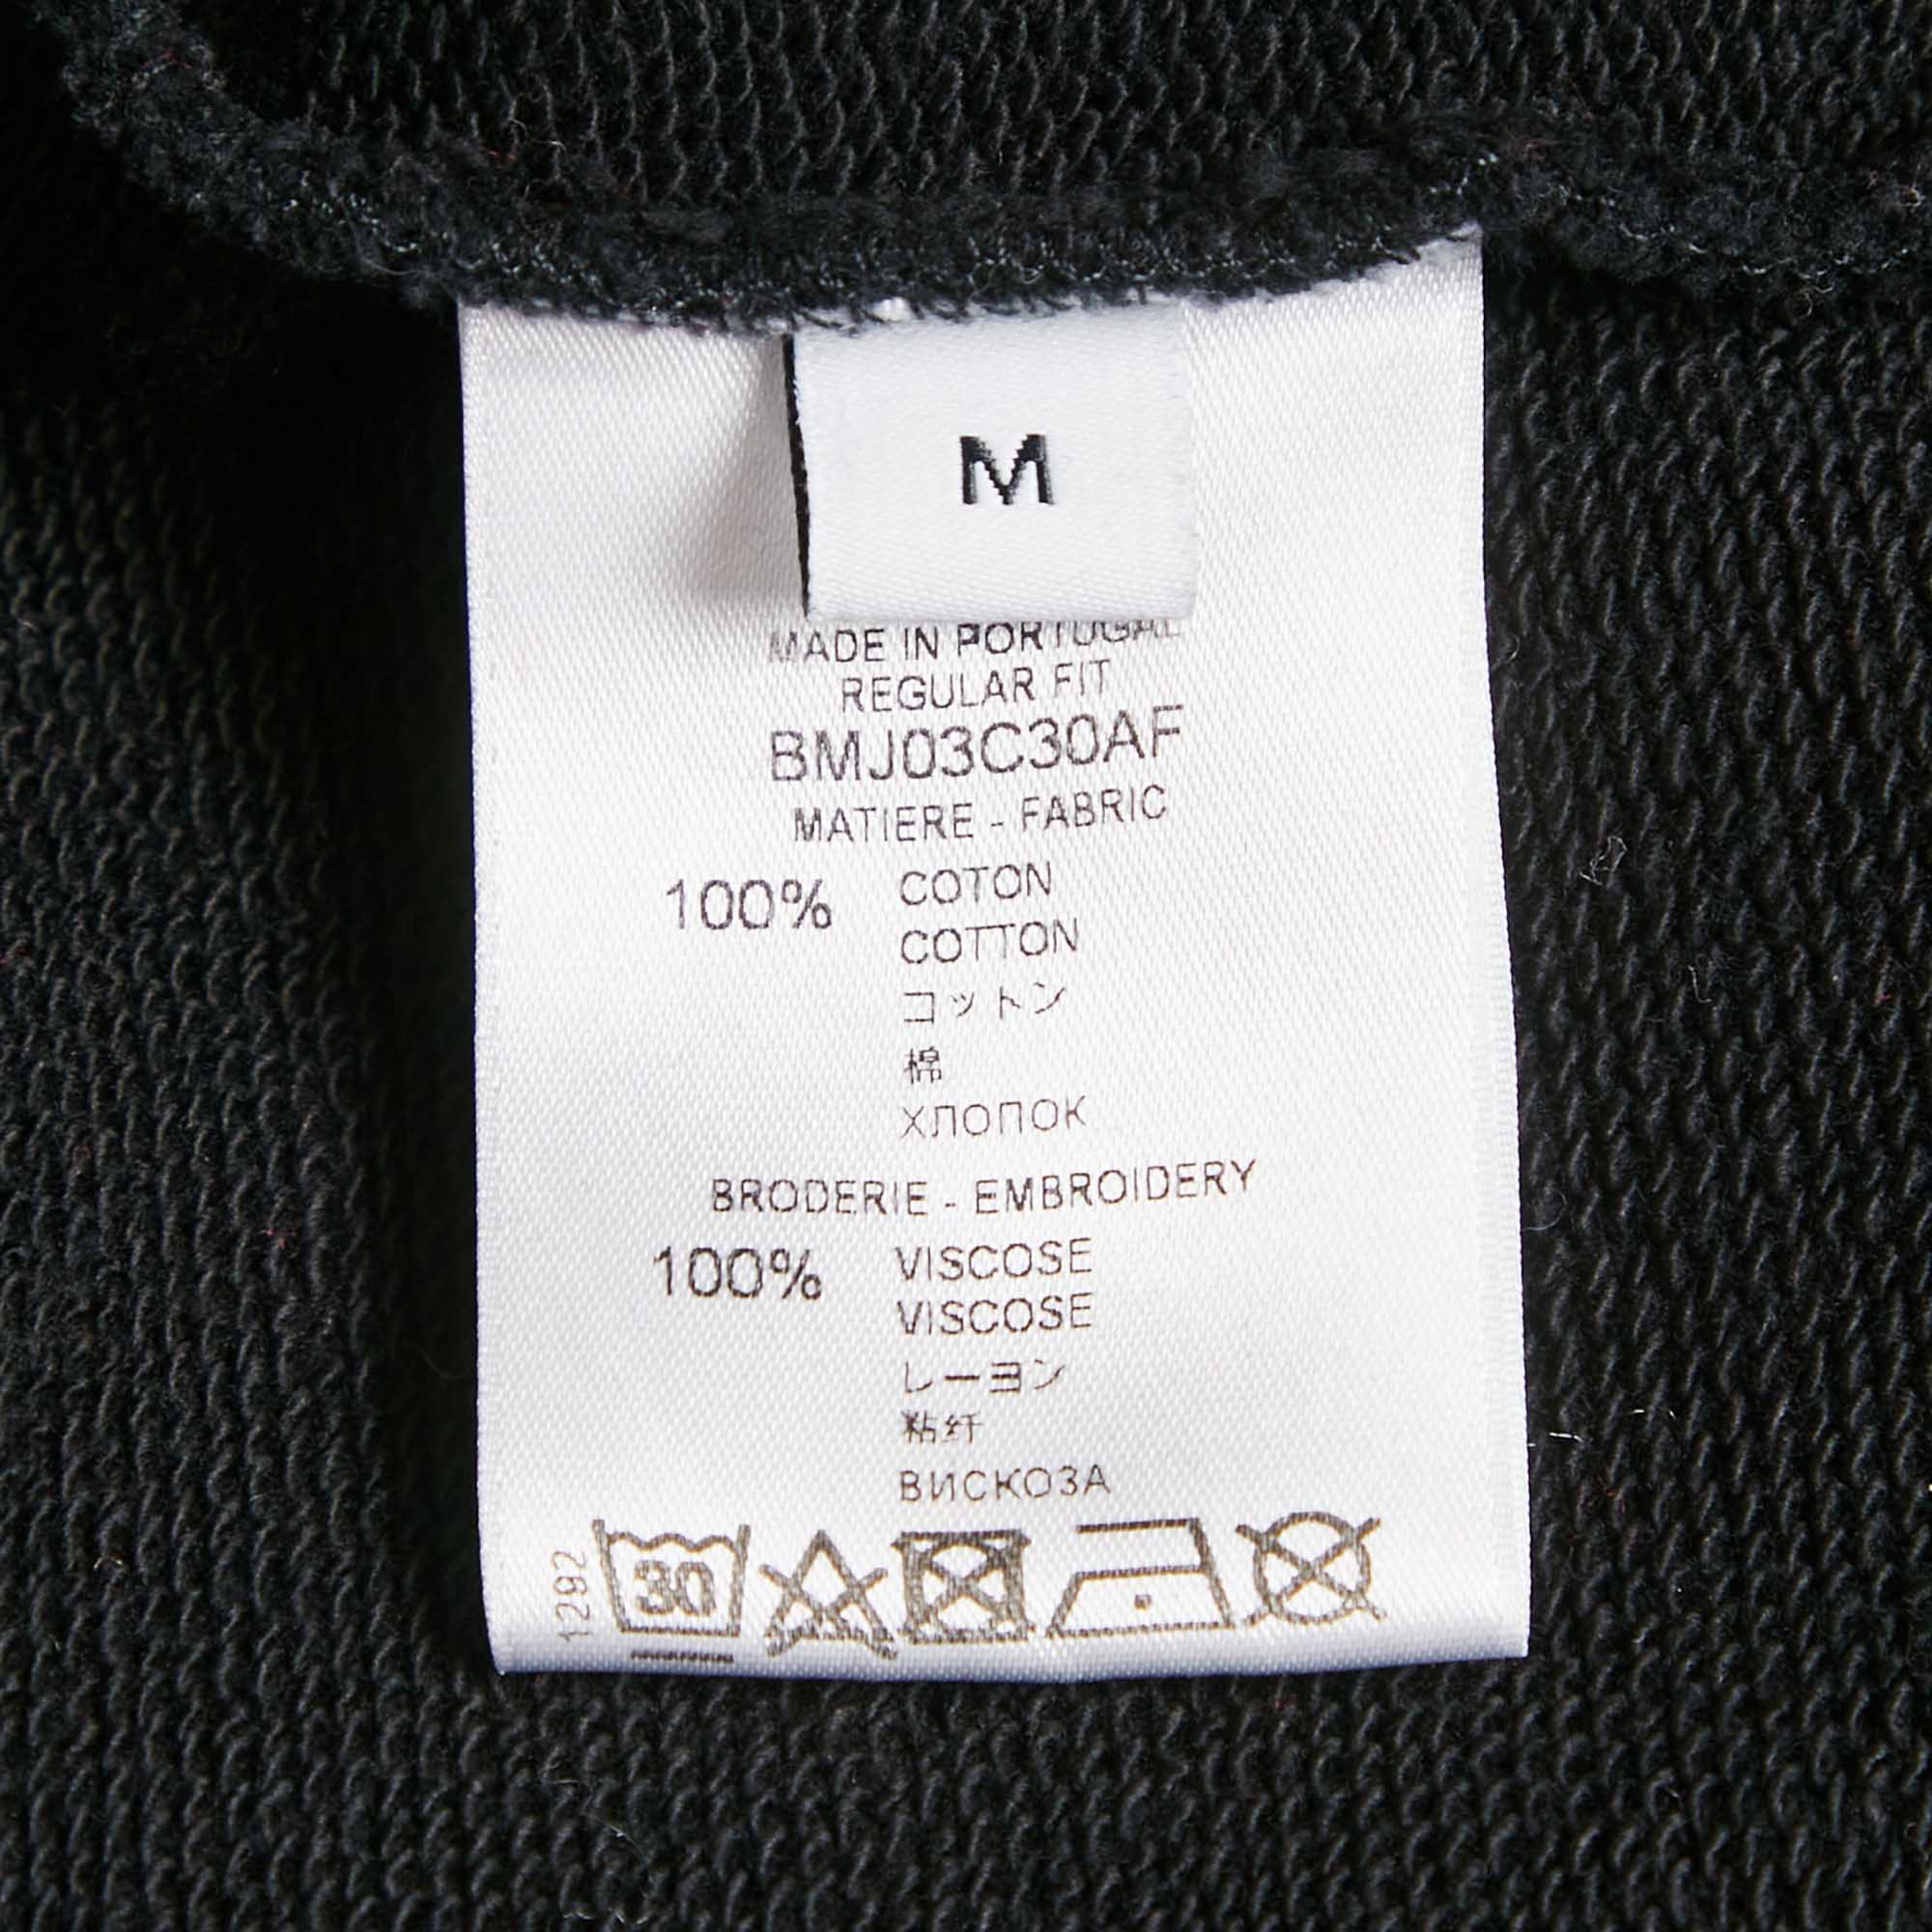 M
MADE IN PORTUGAL
REGULAR FIT
BMJ03C30AF
MATIERE - FABRIC
100% COTON
COTTON
コットン
棉
ХЛОПОК
BRODERIE - EMBROIDERY
100% VISCOSE
VISCOSE
レーヨン
粘纤
ВИСКОЗА
1292
30